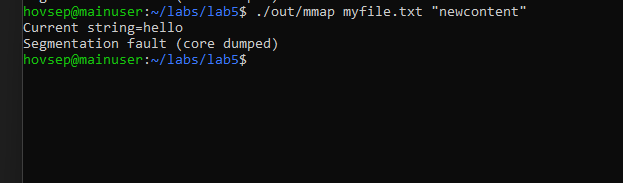 hovsep@mainuser:~/labs/lab5$ ./out/mmap myfile.txt "newcontent"
Current string=hello
Segmentation fault (core dumped)
hovsep@mainuser:~/labs/lab5$